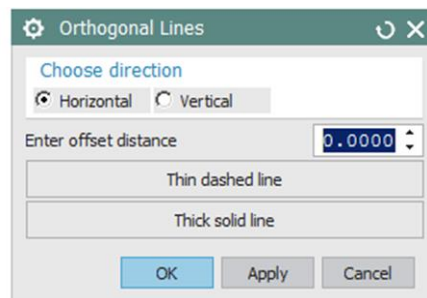 Orthogonal Lines
Choose direction
Horizontal Vertical
Enter offset distance 0.0000
Thin dashed line
Thick solid line
OK Apply Cancel